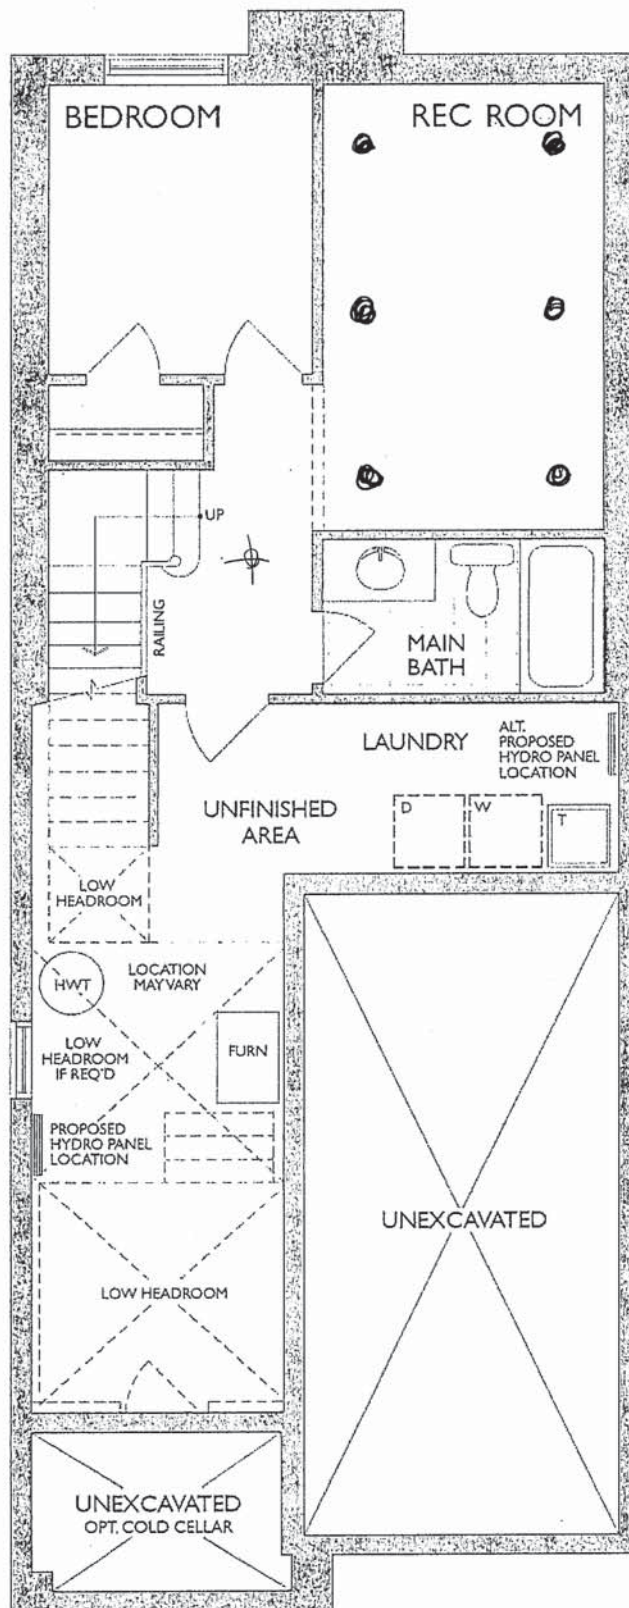 BEDROOM
REC ROOM
UP
RAILING
MAIN
BATH
LAUNDRY
ALT.
PROPOSED
HYDRO PANEL
LOCATION
UNFINISHED
AREA
D
W
T
LOW
HEADROOM
LOCATION
MAY VARY
HWT
LOW
HEADROOM
IF REQ'D
FURN
PROPOSED
HYDRO PANEL
LOCATION
UNEXCAVATED
LOW HEADROOM
UNEXCAVATED
OPT. COLD CELLAR